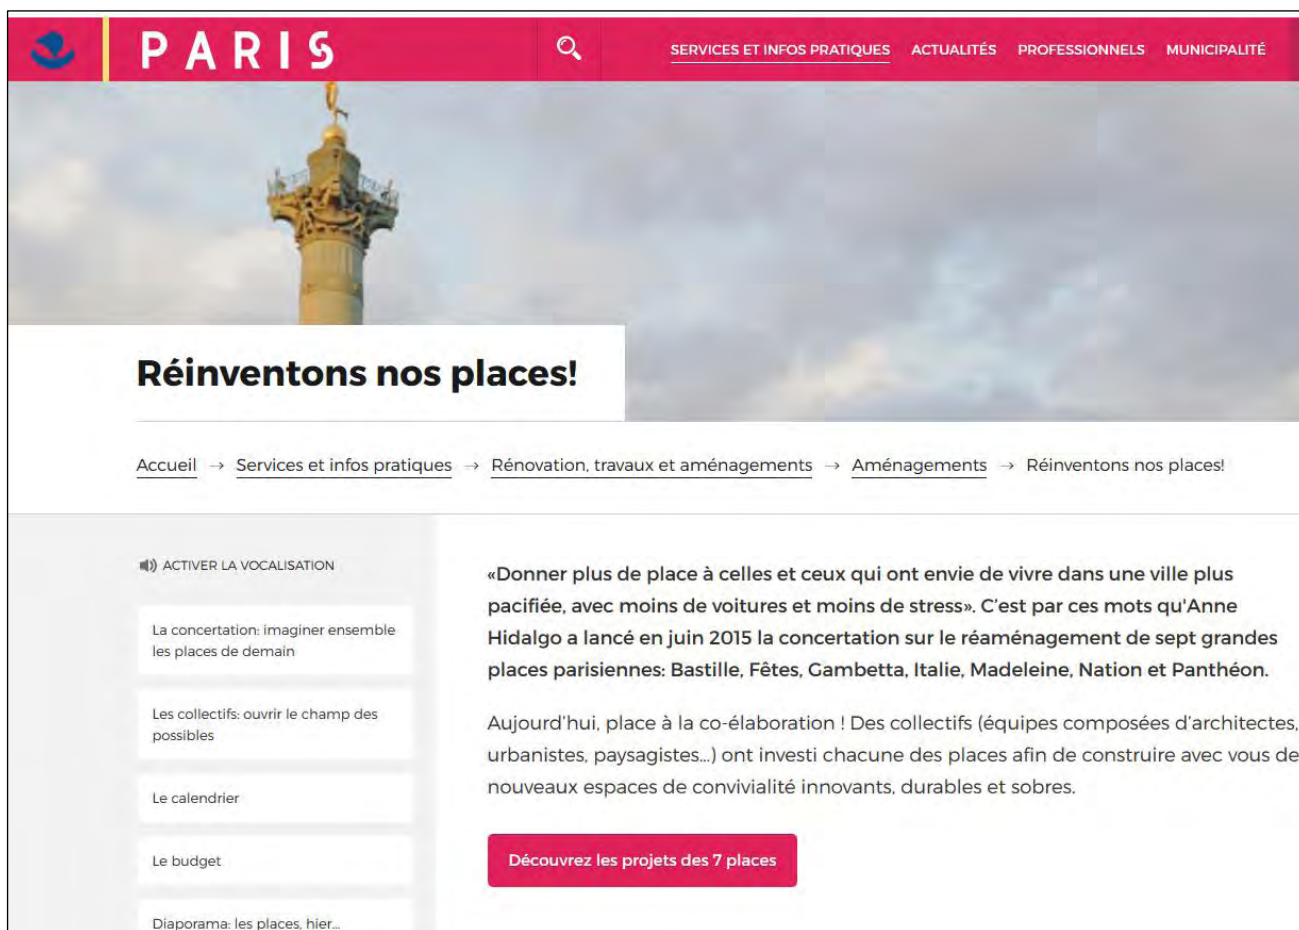 PARIS
SERVICES ET INFOS PRATIQUES ACTUALITÉS PROFESSIONNELS MUNICIPALITÉ
Réinventons nos places!
Accueil → Services et infos pratiques → Rénovation, travaux et aménagements → Aménagements → Réinventons nos places!
ACTIVER LA VOCALISATION
La concertation: imaginer ensemble
les places de demain
Les collectifs: ouvrir le champ des
possibles
Le calendrier
Le budget
Diaporama: les places, hier...
«Donner plus de place à celles et ceux qui ont envie de vivre dans une ville plus
pacifiée, avec moins de voitures et moins de stress». C'est par ces mots qu'Anne
Hidalgo a lancé en juin 2015 la concertation sur le réaménagement de sept grandes
places parisiennes: Bastille, Fêtes, Gambetta, Italie, Madeleine, Nation et Panthéon.
Aujourd'hui, place à la co-élaboration ! Des collectifs (équipes composées d'architectes,
urbanistes, paysagistes...) ont investi chacune des places afin de construire avec vous de
nouveaux espaces de convivialité innovants, durables et sobres.
Découvrez les projets des 7 places